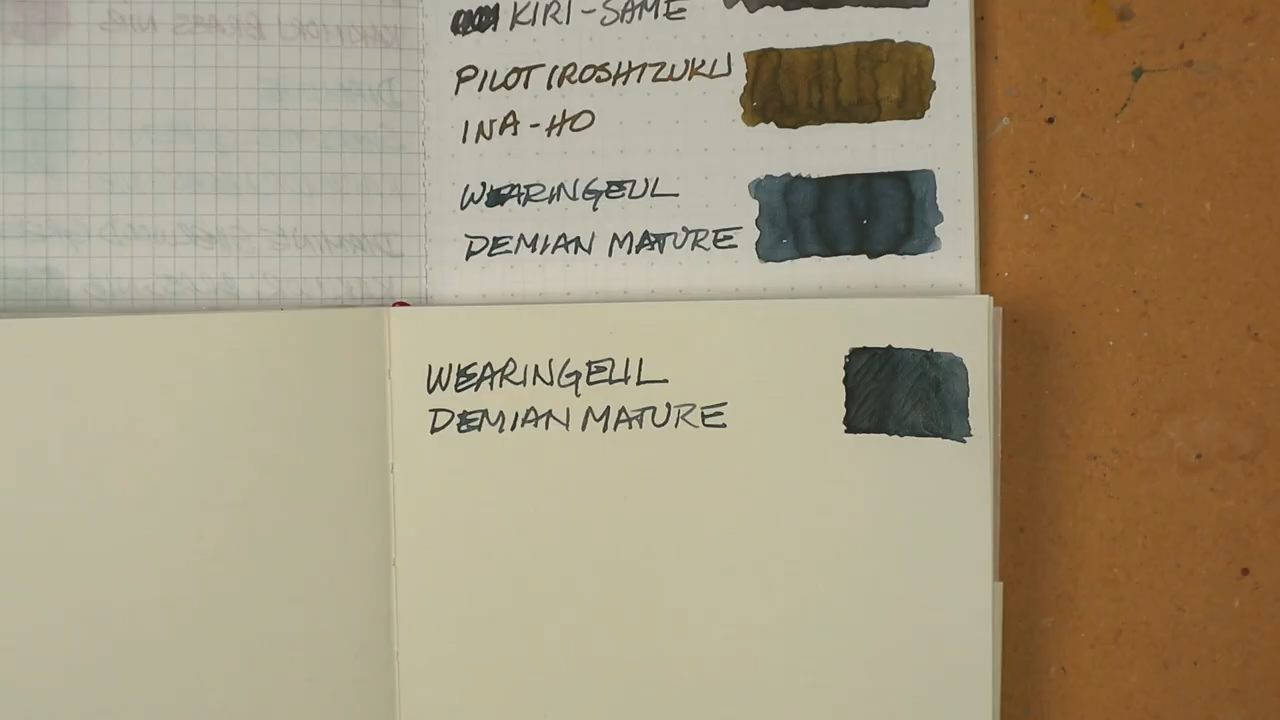 KIRI-SAME
PILOT IROSHIZUKU
INA-HO
WEARINGEUL
DEMIAN MATURE
WEARINGEUL
DEMIAN MATURE